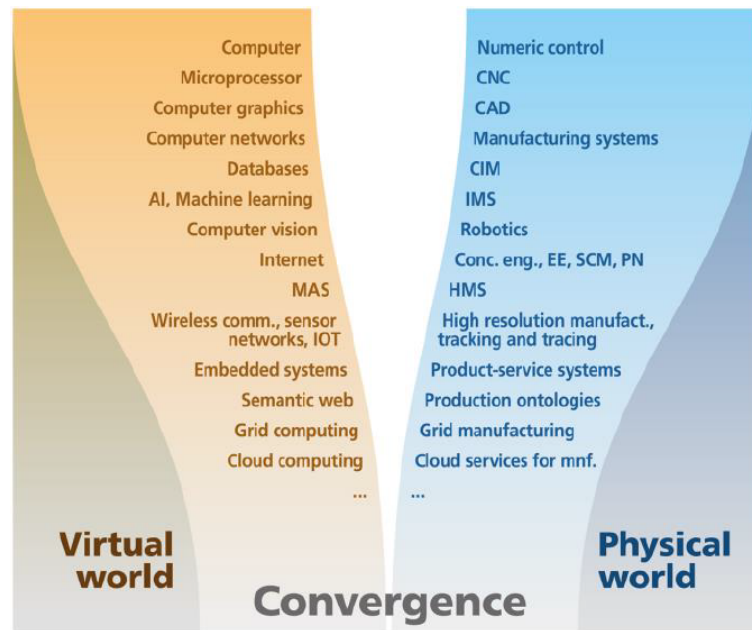 Computer
Microprocessor
Computer graphics
Computer networks
Databases
AI, Machine learning
Computer vision
Internet
MAS
Wireless comm., sensor
networks, IOT
Embedded systems
Semantic web
Grid computing
Cloud computing
...
Virtual
world
Numeric control
CNC
CAD
Manufacturing systems
CIM
IMS
Robotics
Conc. eng., EE, SCM, PN
HMS
High resolution manufact.,
tracking and tracing
Product-service systems
Production ontologies
Grid manufacturing
Cloud services for mnf.
...
Physical
world
Convergence